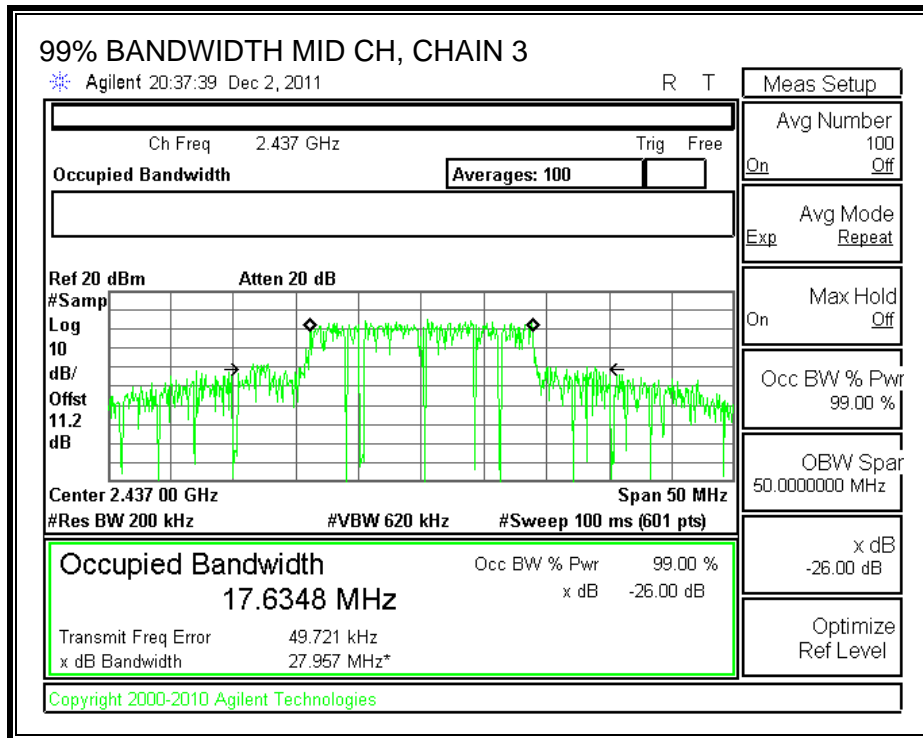 99% BANDWIDTH MID CH, CHAIN 3
Agilent 20:37:39 Dec 2, 2011
R T
Ch Freq 2.437 GHz
Trig Free
Occupied Bandwidth
Averages: 100
Ref 20 dBm
Atten 20 dB
#Samp
Log
10
dB/
Offst
11.2
dB
Center 2.437 00 GHz
Span 50 MHz
#Res BW 200 kHz
#VBW 620 kHz
#Sweep 100 ms (601 pts)
Occupied Bandwidth
17.6348 MHz
Occ BW % Pwr 99.00 %
x dB -26.00 dB
Transmit Freq Error 49.721 kHz
x dB Bandwidth 27.957 MHz*
Copyright 2000-2010 Agilent Technologies
Meas Setup
Avg Number
100
On Off
Avg Mode
Exp Repeat
Max Hold
On Off
Occ BW % Pwr
99.00 %
OBW Span
50.0000000 MHz
x dB
-26.00 dB
Optimize
Ref Level